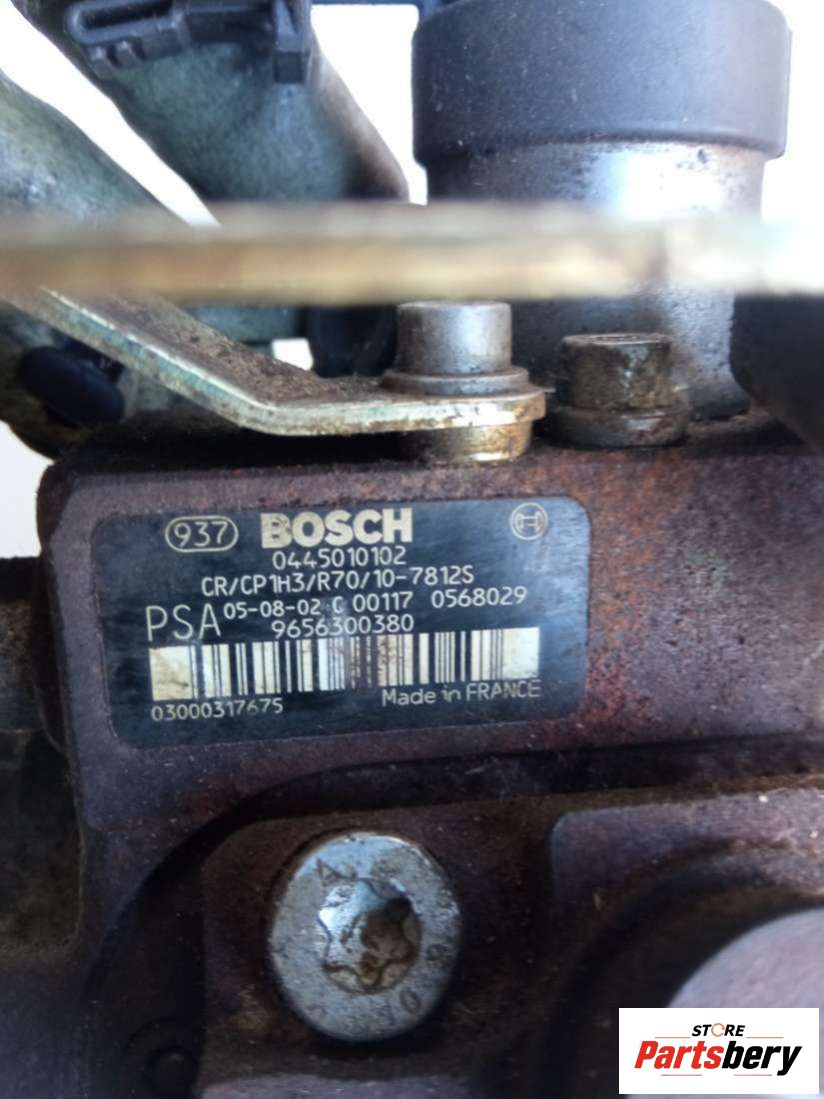 937 BOSCH
0445010102
CR/CP1H3/R70/10-7812S
PSA 05-08-02 C 00117 0568029
9656300380
03000317675 Made in FRANCE
STORE
Partsbery